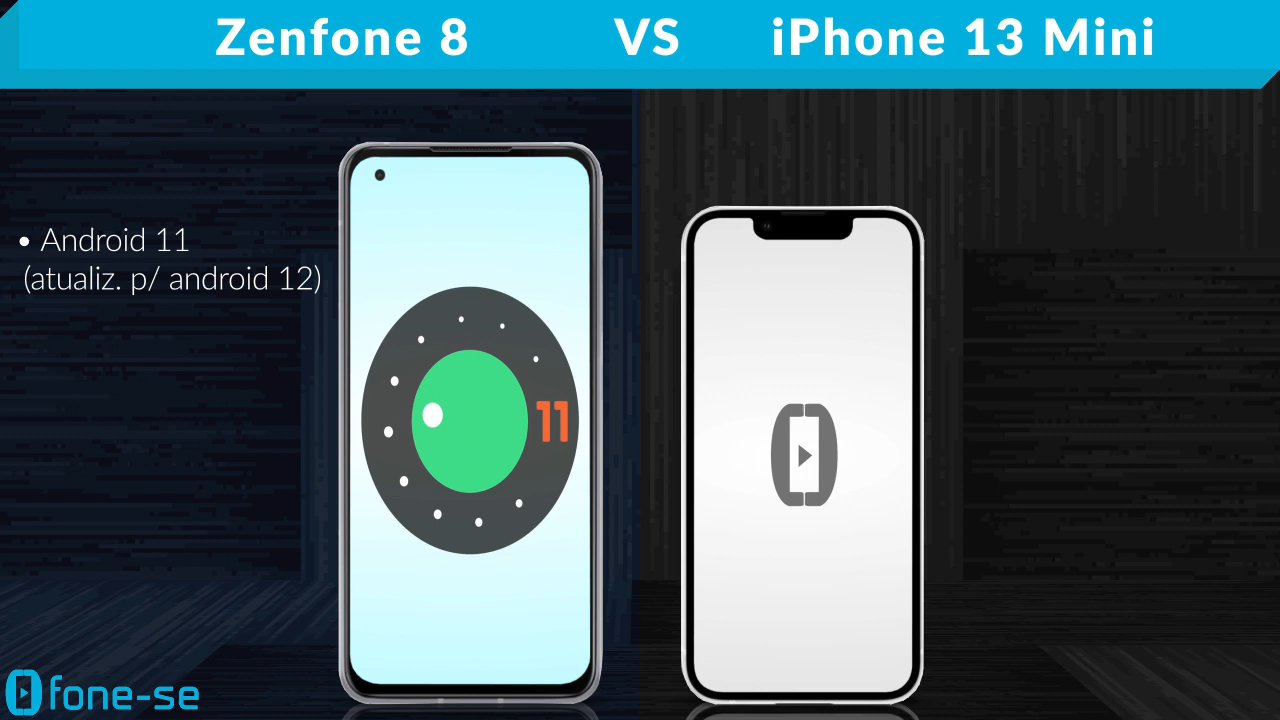 Zenfone 8 VS iPhone 13 Mini
• Android 11
(atualiz. p/ android 12)
11
fone-se